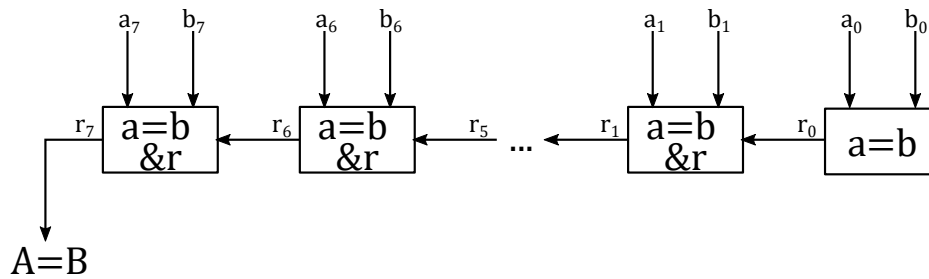 a₇ b₇ a₆ b₆ a₁ b₁ a₀ b₀
r₇ a=b &r r₆ a=b &r r₅ ... r₁ a=b &r r₀ a=b
A=B